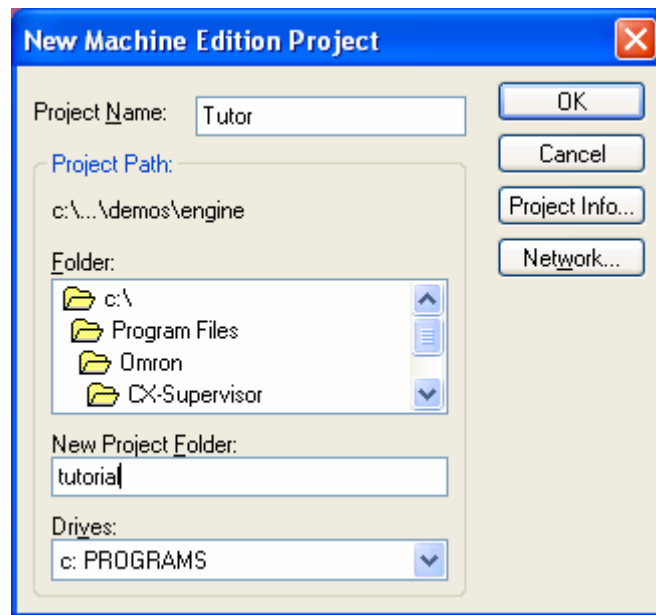 New Machine Edition Project
Project Name: Tutor
OK
Cancel
Project Path:
c:\...\demos\engine
Project Info...
Network...
Folder:
c:\
Program Files
Omron
CX-Supervisor
New Project Folder:
tutorial
Drives:
c: PROGRAMS